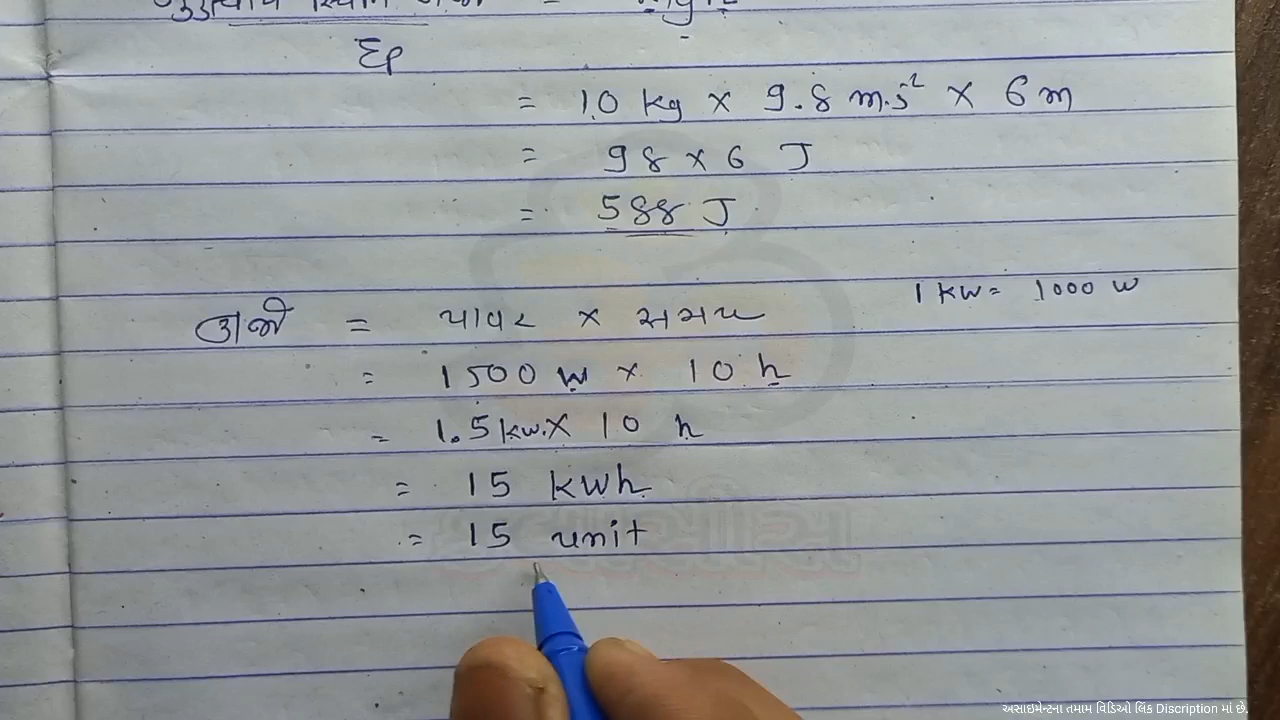 Ep
= 10 kg × 9.8 m.s² × 6 m
= 98 × 6 J
= 588 J
1 KW = 1000 W
ઊર્જા = પાવર × સમય
= 1500 W × 10 h
= 1.5 kw. × 10 h
= 15 kwh
= 15 unit
અસાઇમેન્ટના તમામ વિડિઓ લિંક Discription માં છે.